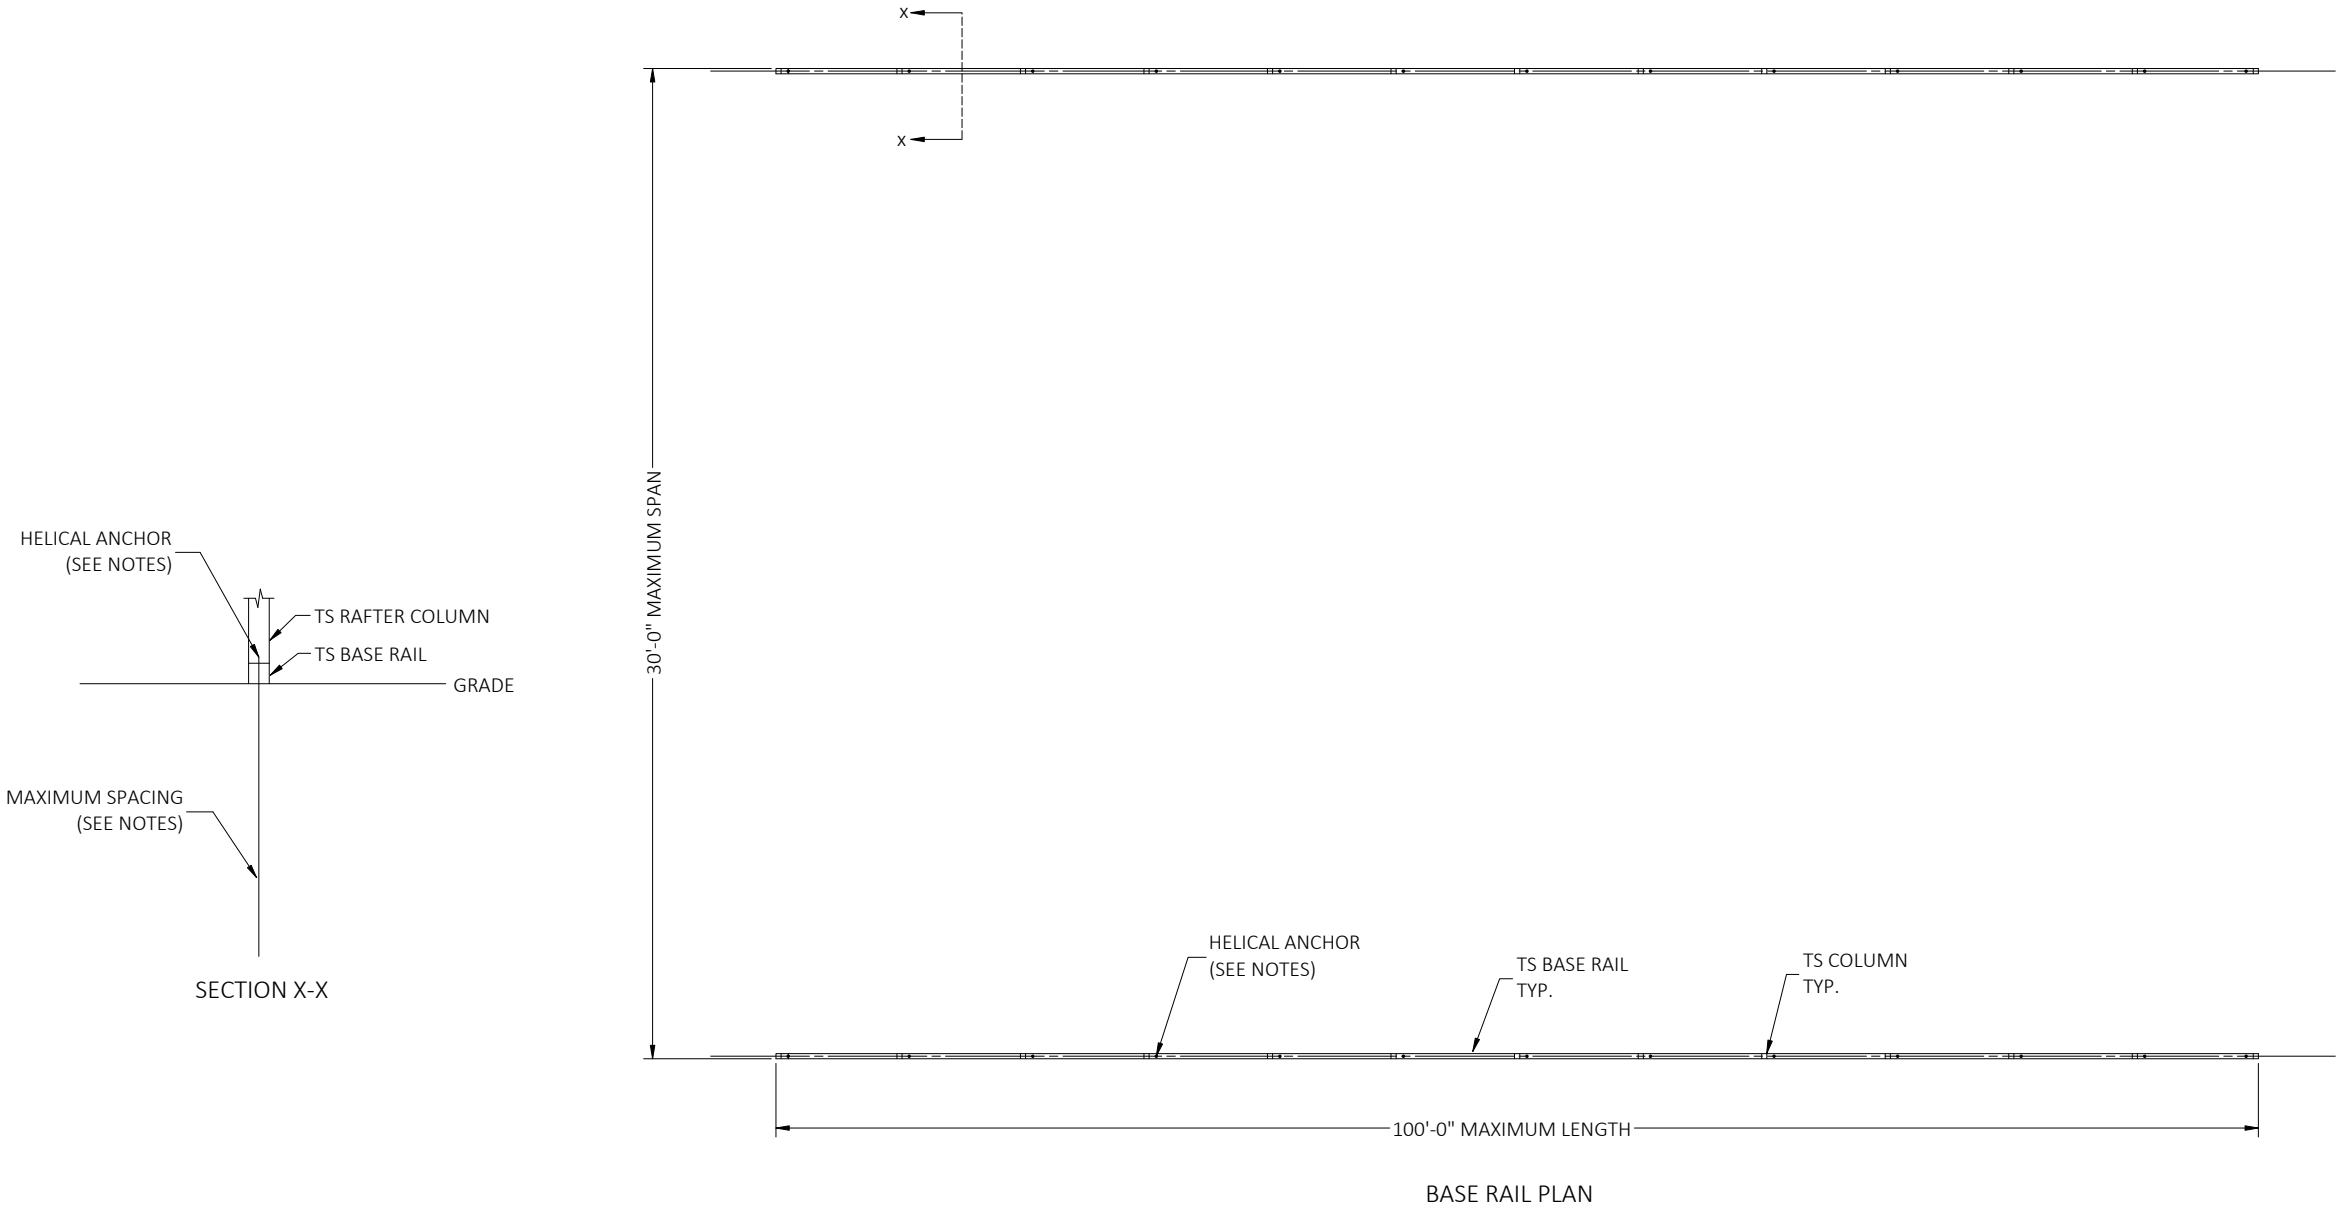 X
X
30'-0" MAXIMUM SPAN
HELICAL ANCHOR
(SEE NOTES)
TS RAFTER COLUMN
TS BASE RAIL
GRADE
MAXIMUM SPACING
(SEE NOTES)
SECTION X-X
HELICAL ANCHOR
(SEE NOTES)
TS BASE RAIL
TYP.
TS COLUMN
TYP.
100'-0" MAXIMUM LENGTH
BASE RAIL PLAN